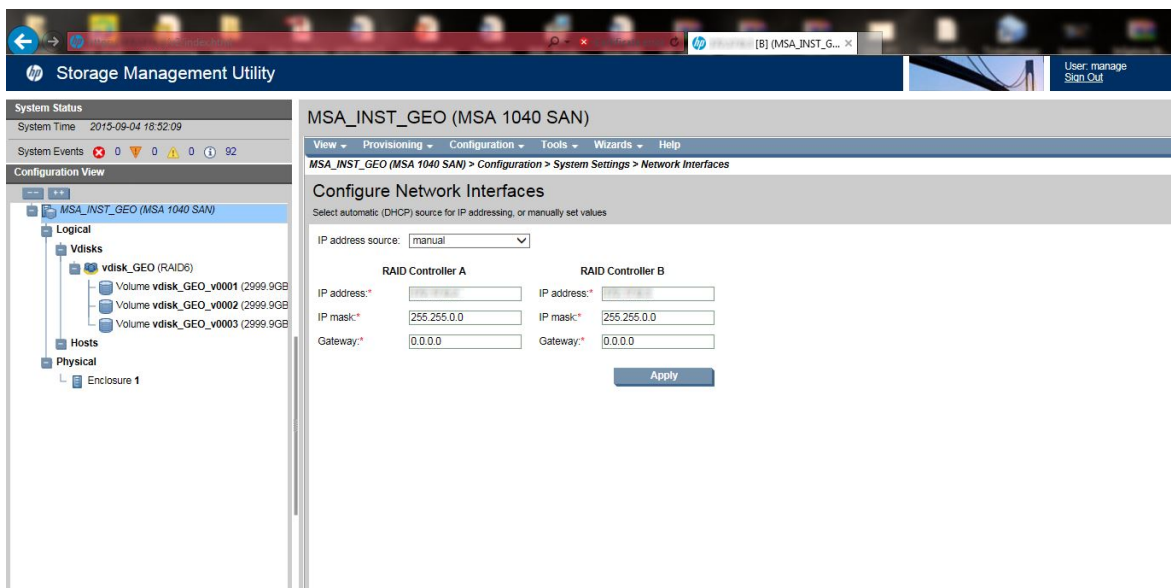 [B] (MSA_INST_G...
hp Storage Management Utility
User: manage
Sign Out
System Status
System Time 2015-09-04 18:52:09
System Events 0 0 0 92
Configuration View
MSA_INST_GEO (MSA 1040 SAN)
Logical
Vdisks
vdisk_GEO (RAID6)
Volume vdisk_GEO_v0001 (2999.9GB
Volume vdisk_GEO_v0002 (2999.9GB
Volume vdisk_GEO_v0003 (2999.9GB
Hosts
Physical
Enclosure 1
MSA_INST_GEO (MSA 1040 SAN)
View Provisioning Configuration Tools Wizards Help
MSA_INST_GEO (MSA 1040 SAN) > Configuration > System Settings > Network Interfaces
Configure Network Interfaces
Select automatic (DHCP) source for IP addressing, or manually set values
IP address source: manual
RAID Controller A RAID Controller B
IP address:* IP address:*
IP mask:* 255.255.0.0 IP mask:* 255.255.0.0
Gateway:* 0.0.0.0 Gateway:* 0.0.0.0
Apply